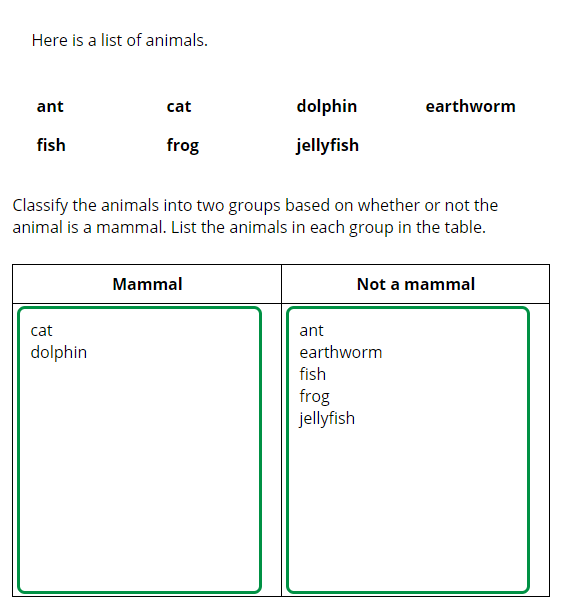 Here is a list of animals.
ant cat dolphin earthworm
fish frog jellyfish
Classify the animals into two groups based on whether or not the
animal is a mammal. List the animals in each group in the table.
Mammal Not a mammal
cat
dolphin
ant
earthworm
fish
frog
jellyfish